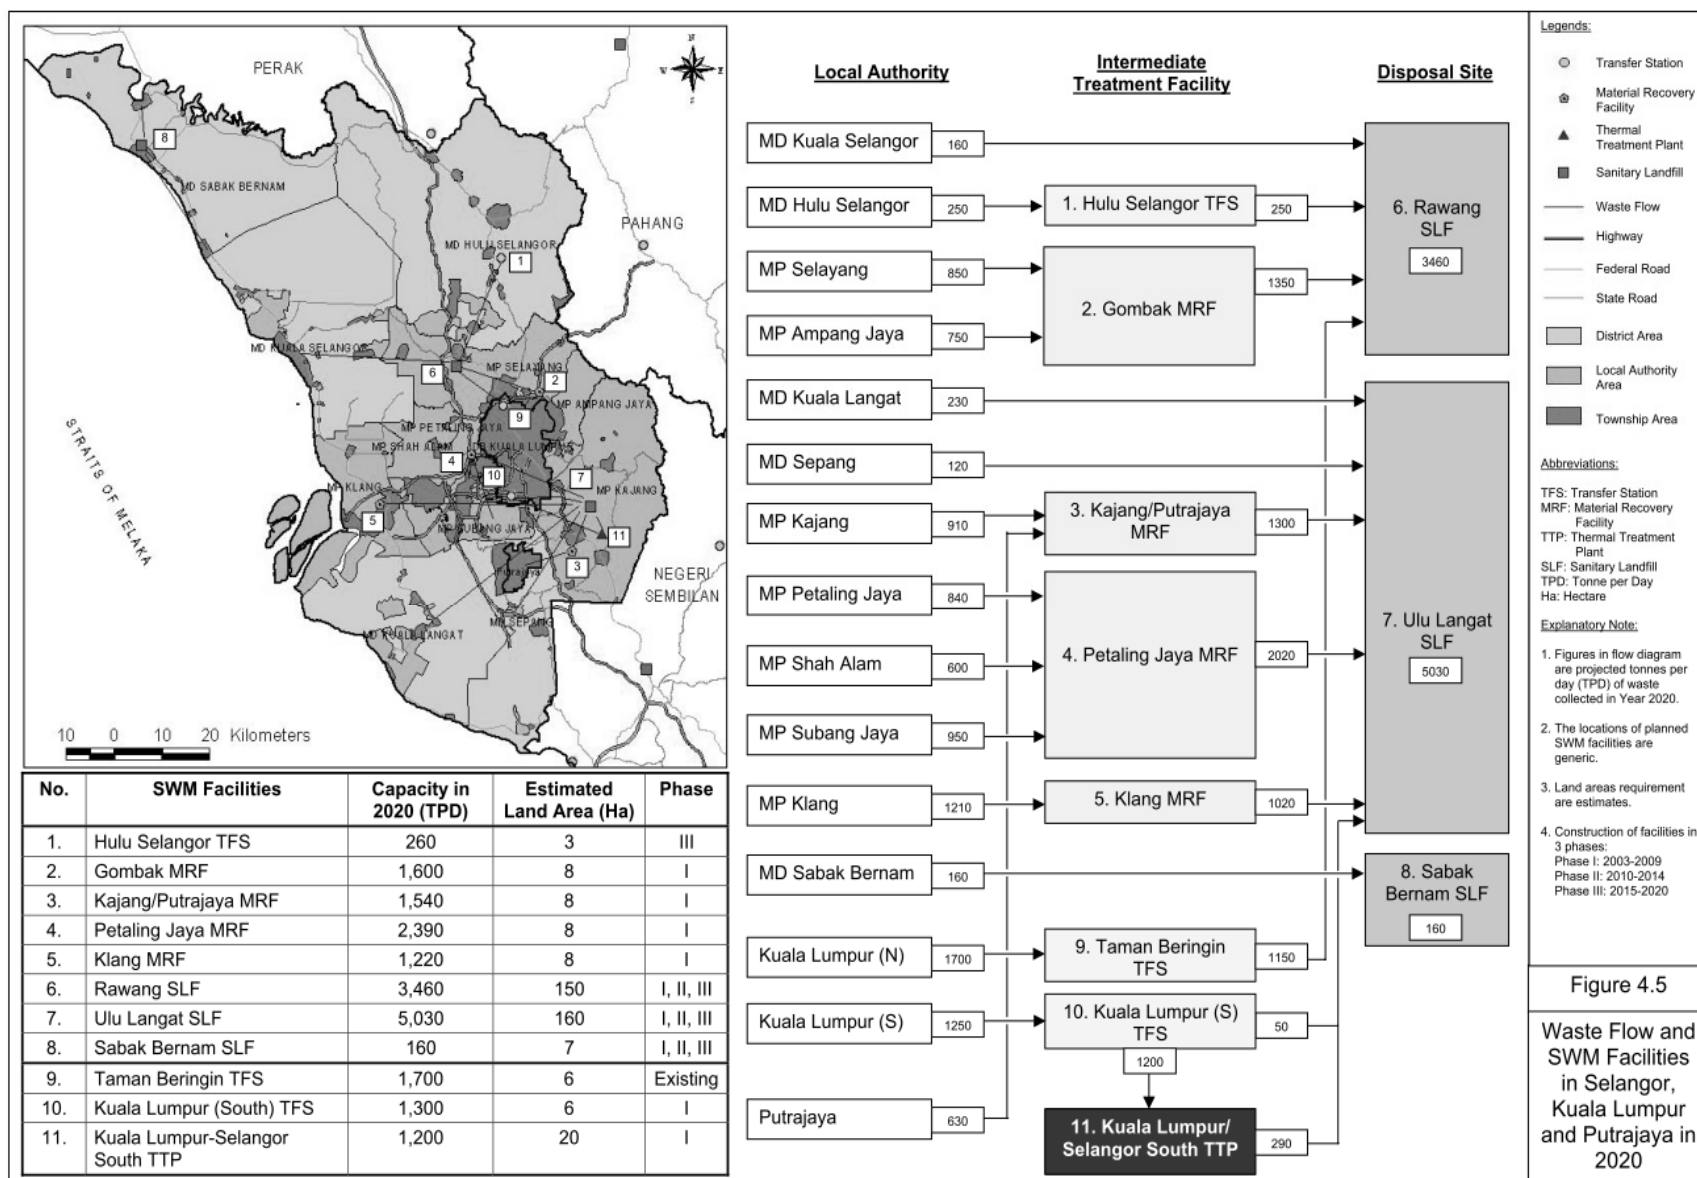 PERAK
N
W
E
S
8
MD SABAK BERNAM
PAHANG
MD HULU SELANGOR
1
MD KUALA SELANGOR
6
MP SELAYANG
2
MP AMPANG JAYA
9
MP PETALING JAYA
MP SHAH ALAM
DB KUALA LUMPUR
4
10
7
MP KLANG
MP KAJANG
5
MP SUBANG JAYA
11
Putrajaya
3
NEGERI
SEMBILAN
MD SEPANG
MD KUALA LANGAT
STRAITS OF MELAKA
10 0 10 20 Kilometers
No. SWM Facilities Capacity in 2020 (TPD) Estimated Land Area (Ha) Phase
1. Hulu Selangor TFS 260 3 III
2. Gombak MRF 1,600 8 I
3. Kajang/Putrajaya MRF 1,540 8 I
4. Petaling Jaya MRF 2,390 8 I
5. Klang MRF 1,220 8 I
6. Rawang SLF 3,460 150 I, II, III
7. Ulu Langat SLF 5,030 160 I, II, III
8. Sabak Bernam SLF 160 7 I, II, III
9. Taman Beringin TFS 1,700 6 Existing
10. Kuala Lumpur (South) TFS 1,300 6 I
11. Kuala Lumpur-Selangor South TTP 1,200 20 I
Local Authority
Intermediate
Treatment Facility
Disposal Site
MD Kuala Selangor 160
MD Hulu Selangor 250
1. Hulu Selangor TFS 250
MP Selayang 850
2. Gombak MRF 1350
MP Ampang Jaya 750
6. Rawang
SLF
3460
MD Kuala Langat 230
MD Sepang 120
MP Kajang 910
3. Kajang/Putrajaya
MRF
1300
MP Petaling Jaya 840
MP Shah Alam 600
4. Petaling Jaya MRF 2020
MP Subang Jaya 950
7. Ulu Langat
SLF
5030
MP Klang 1210
5. Klang MRF 1020
MD Sabak Bernam 160
8. Sabak
Bernam SLF
160
Kuala Lumpur (N) 1700
9. Taman Beringin
TFS
1150
Kuala Lumpur (S) 1250
10. Kuala Lumpur (S)
TFS
50
1200
Putrajaya 630
11. Kuala Lumpur/
Selangor South TTP
290
Legends:
Transfer Station
Material Recovery
Facility
Thermal
Treatment Plant
Sanitary Landfill
Waste Flow
Highway
Federal Road
State Road
District Area
Local Authority
Area
Township Area
Abbreviations:
TFS: Transfer Station
MRF: Material Recovery
Facility
TTP: Thermal Treatment
Plant
SLF: Sanitary Landfill
TPD: Tonne per Day
Ha: Hectare
Explanatory Note:
1. Figures in flow diagram
are projected tonnes per
day (TPD) of waste
collected in Year 2020.
2. The locations of planned
SWM facilities are
generic.
3. Land areas requirement
are estimates.
4. Construction of facilities in
3 phases:
Phase I: 2003-2009
Phase II: 2010-2014
Phase III: 2015-2020
Figure 4.5
Waste Flow and
SWM Facilities
in Selangor,
Kuala Lumpur
and Putrajaya in
2020